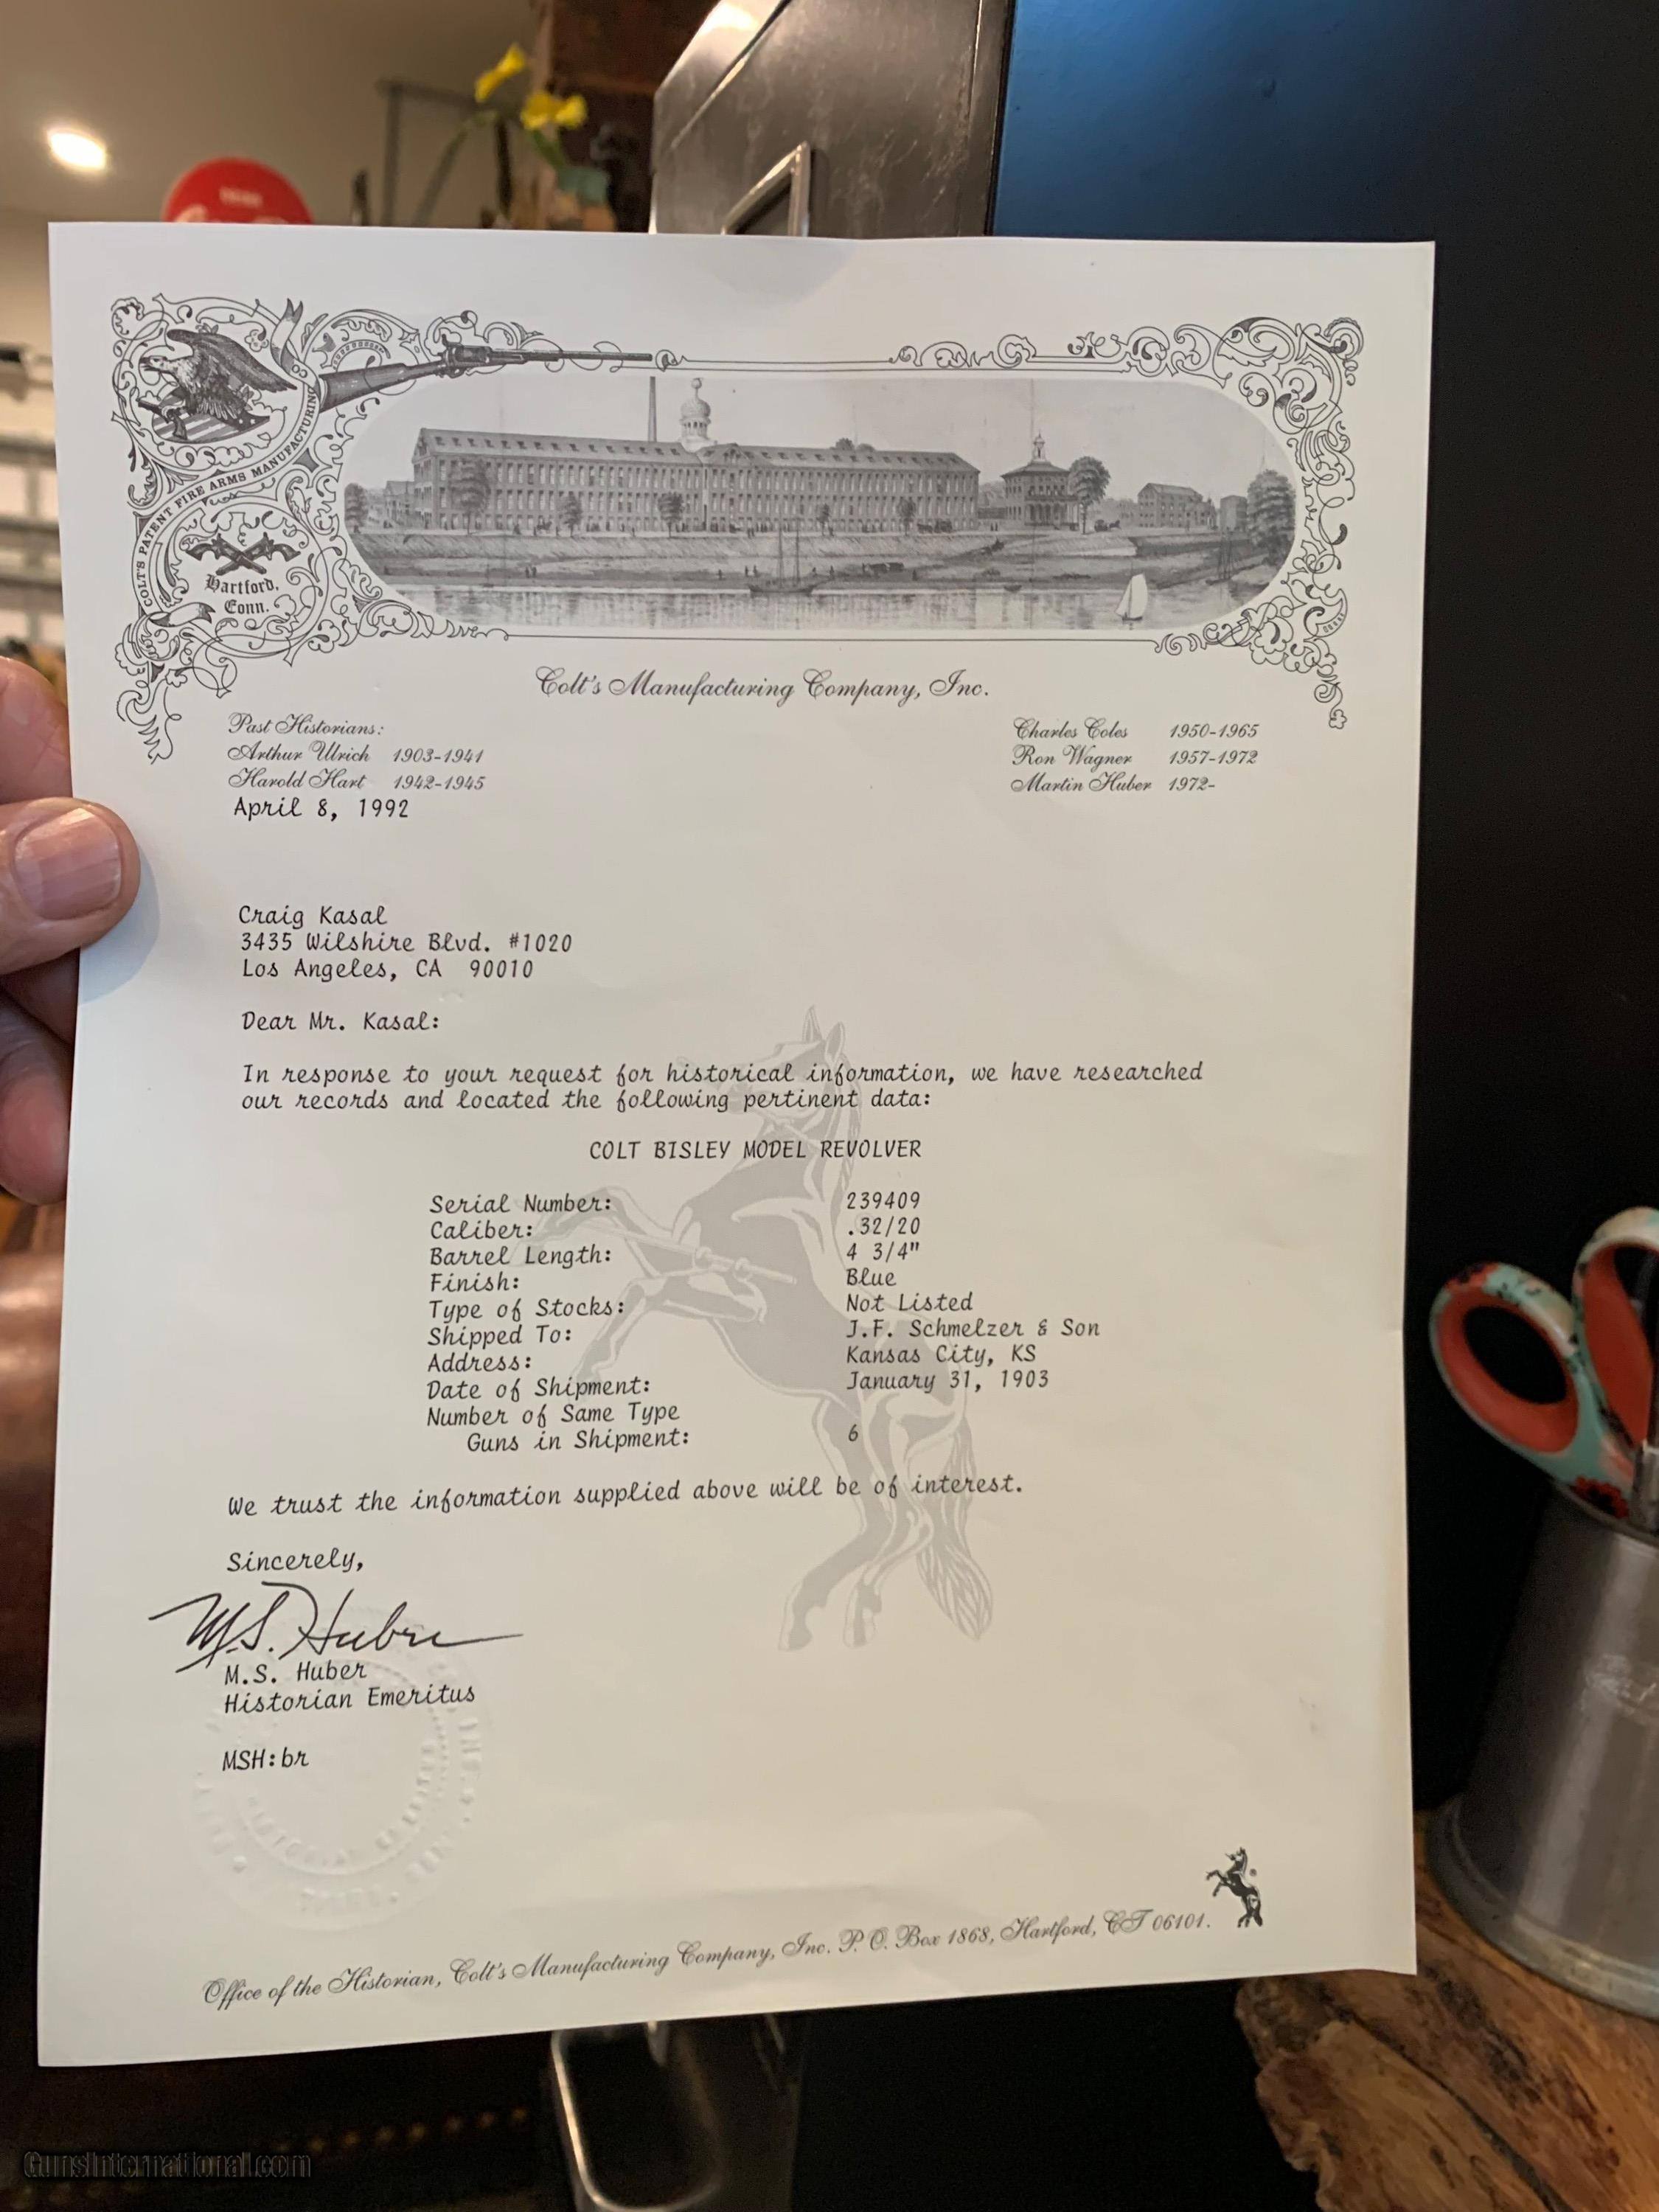 COLT'S PATENT FIRE ARMS MANUFACTURING
Hartford,
Conn.
Colt's Manufacturing Company, Inc.
Past Historians:
Arthur Ulrich 1903-1941
Harold Hart 1942-1945
Charles Coles 1950-1965
Ron Wagner 1957-1972
Martin Huber 1972-
April 8, 1992
Craig Kasal
3435 Wilshire Blvd. #1020
Los Angeles, CA 90010
Dear Mr. Kasal:
In response to your request for historical information, we have researched
our records and located the following pertinent data:
COLT BISLEY MODEL REVOLVER
Serial Number: 239409
Caliber: .32/20
Barrel Length: 4 3/4"
Finish: Blue
Type of Stocks: Not Listed
Shipped To: J.F. Schmelzer & Son
Address: Kansas City, KS
Date of Shipment: January 31, 1903
Number of Same Type
Guns in Shipment: 6
We trust the information supplied above will be of interest.
Sincerely,
M.S. Huber
M.S. Huber
Historian Emeritus
MSH:br
Office of the Historian, Colt's Manufacturing Company, Inc. P. O. Box 1868, Hartford, CT 06101.
GunsInternational.com